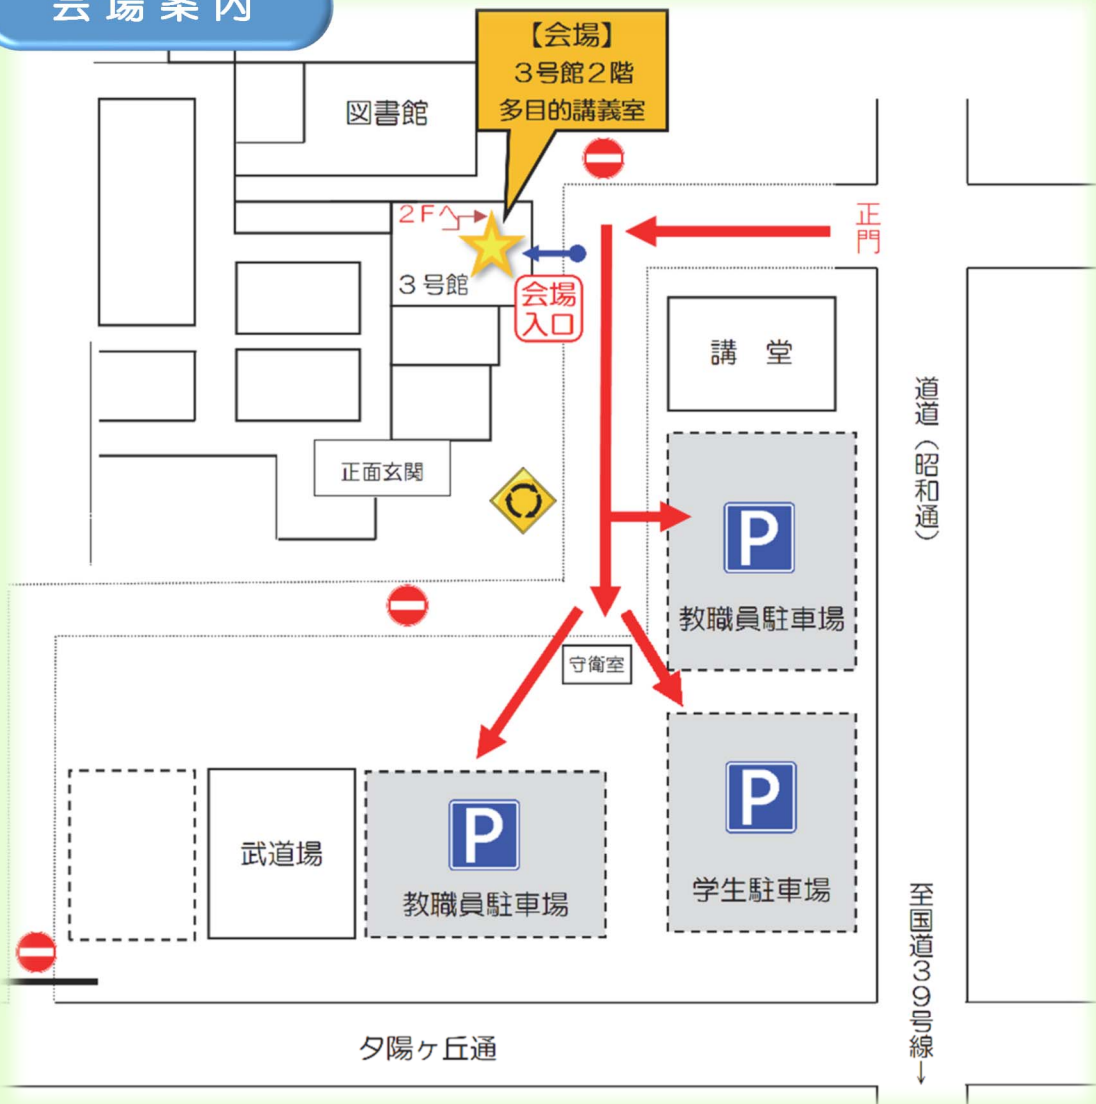 会場案内
【会場】
３号館２階
多目的講義室
図書館
２Fへ
３号館
会場
入口
正門
講堂
道道（昭和通）
正面玄関
P
教職員駐車場
守衛室
武道場
P
教職員駐車場
P
学生駐車場
至国道３９号線→
夕陽ヶ丘通